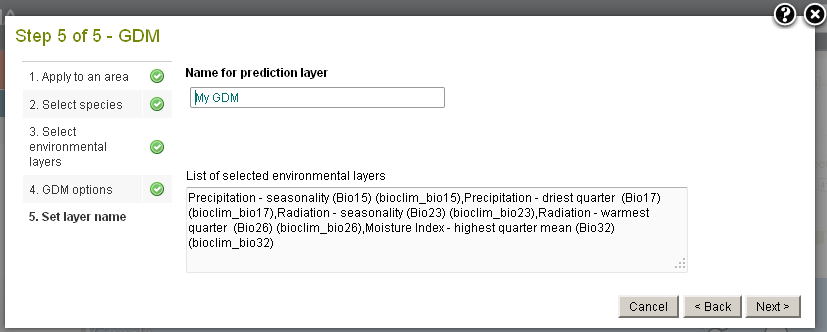 Step 5 of 5 - GDM
1. Apply to an area
2. Select species
3. Select
environmental
layers
4. GDM options
5. Set layer name
Name for prediction layer
My GDM
List of selected environmental layers
Precipitation - seasonality (Bio15) (bioclim_bio15),Precipitation - driest quarter (Bio17)
(bioclim_bio17),Radiation - seasonality (Bio23) (bioclim_bio23),Radiation - warmest
quarter (Bio26) (bioclim_bio26),Moisture Index - highest quarter mean (Bio32)
(bioclim_bio32)
Cancel
< Back
Next >